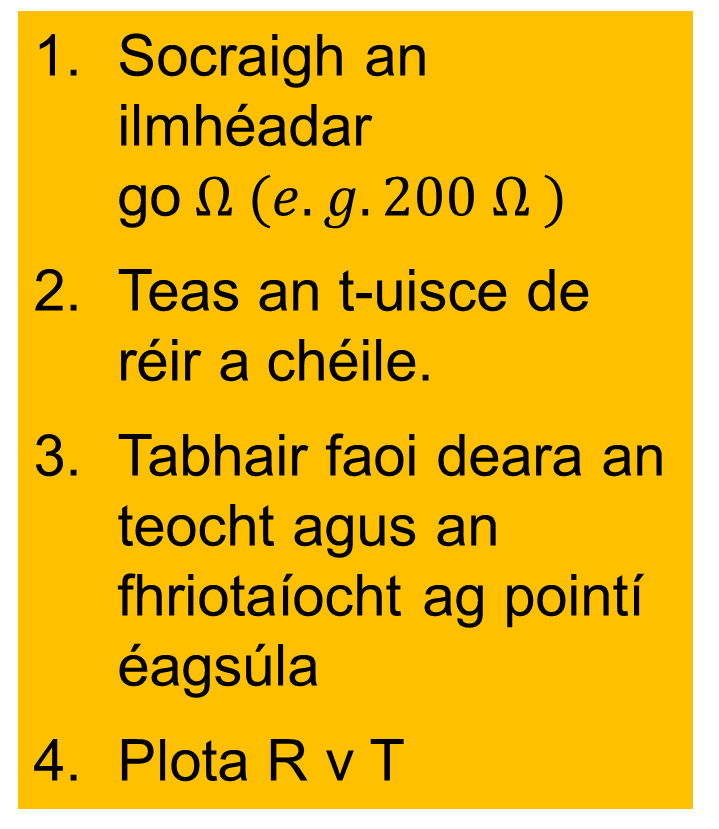 1. Socraigh an
ilmhéadar
go Ω (e.g. 200 Ω )
2. Teas an t-uisce de
réir a chéile.
3. Tabhair faoi deara an
teocht agus an
fhriotaíocht ag pointí
éagsúla
4. Plota R v T